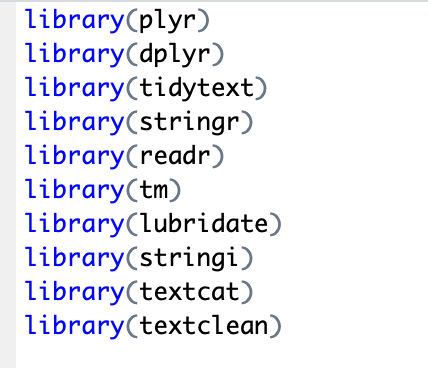 library(plyr)
library(dplyr)
library(tidytext)
library(stringr)
library(readr)
library(tm)
library(lubridate)
library(stringi)
library(textcat)
library(textclean)